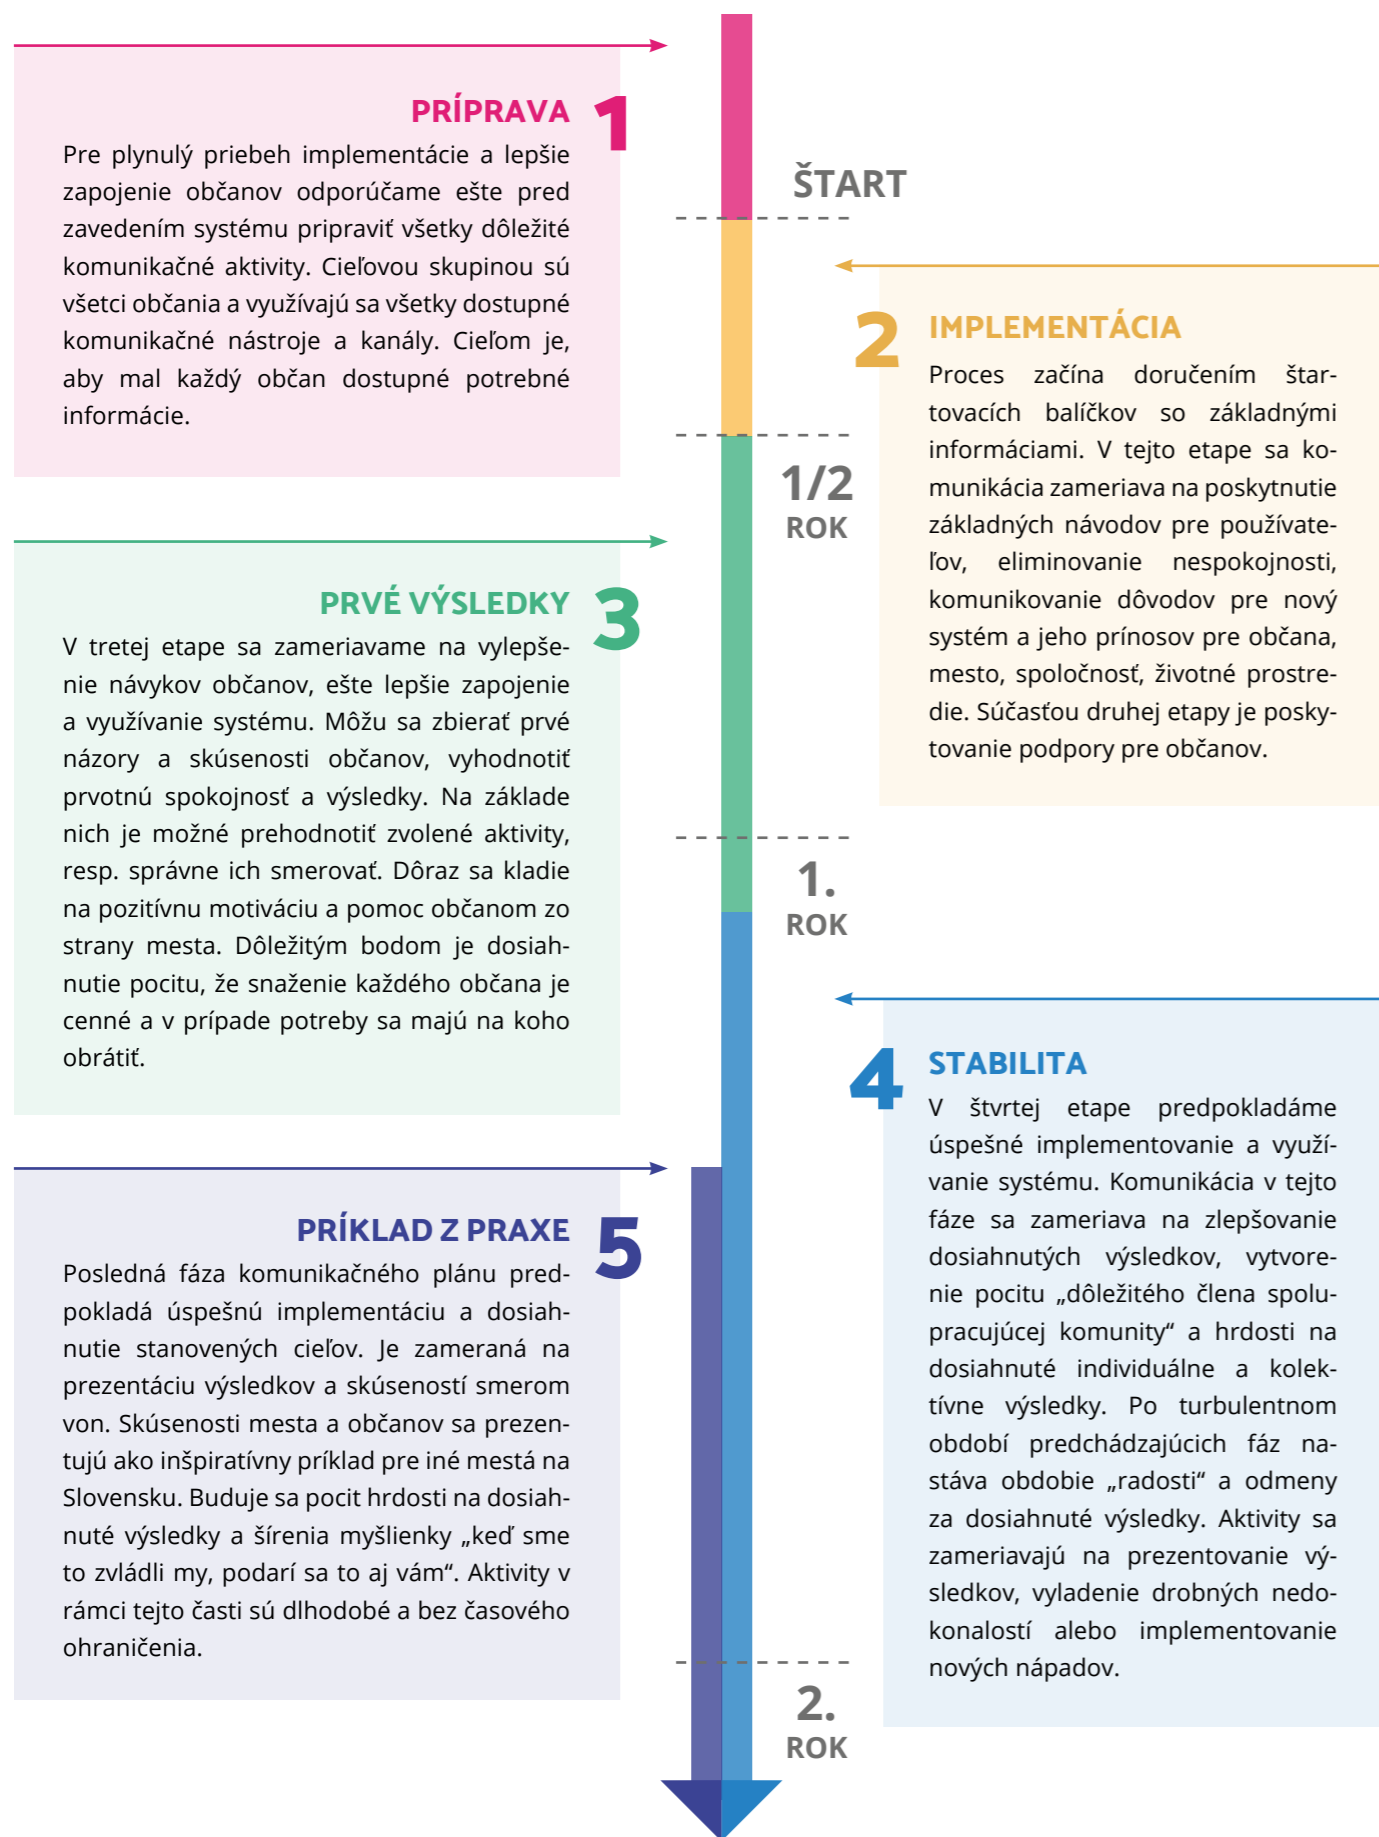 PRÍPRAVA 1
Pre plynulý priebeh implementácie a lepšie
zapojenie občanov odporúčame ešte pred
zavedením systému pripraviť všetky dôležité
komunikačné aktivity. Cieľovou skupinou sú
všetci občania a využívajú sa všetky dostupné
komunikačné nástroje a kanály. Cieľom je,
aby mal každý občan dostupné potrebné
informácie.
ŠTART
2 IMPLEMENTÁCIA
Proces začína doručením štar-
tovacích balíčkov so základnými
informáciami. V tejto etape sa ko-
munikácia zameriava na poskytnutie
základných návodov pre používate-
ľov, eliminovanie nespokojnosti,
komunikovanie dôvodov pre nový
systém a jeho prínosov pre občana,
mesto, spoločnosť, životné prostre-
die. Súčasťou druhej etapy je posky-
tovanie podpory pre občanov.
1/2
ROK
PRVÉ VÝSLEDKY 3
V tretej etape sa zameriavame na vylepše-
nie návykov občanov, ešte lepšie zapojenie
a využívanie systému. Môžu sa zbierať prvé
názory a skúsenosti občanov, vyhodnotiť
prvotnú spokojnosť a výsledky. Na základe
nich je možné prehodnotiť zvolené aktivity,
resp. správne ich smerovať. Dôraz sa kladie
na pozitívnu motiváciu a pomoc občanom zo
strany mesta. Dôležitým bodom je dosiah-
nutie pocitu, že snaženie každého občana je
cenné a v prípade potreby sa majú na koho
obrátiť.
1.
ROK
4 STABILITA
V štvrtej etape predpokladáme
úspešné implementovanie a využí-
vanie systému. Komunikácia v tejto
fáze sa zameriava na zlepšovanie
dosiahnutých výsledkov, vytvore-
nie pocitu „dôležitého člena spolu-
pracujúcej komunity“ a hrdosti na
dosiahnuté individuálne a kolek-
tívne výsledky. Po turbulentnom
období predchádzajúcich fáz na-
stáva obdobie „radosti“ a odmeny
za dosiahnuté výsledky. Aktivity sa
zameriavajú na prezentovanie vý-
sledkov, vyladenie drobných nedo-
konalostí alebo implementovanie
nových nápadov.
PRÍKLAD Z PRAXE 5
Posledná fáza komunikačného plánu pred-
pokladá úspešnú implementáciu a dosiah-
nutie stanovených cieľov. Je zameraná na
prezentáciu výsledkov a skúseností smerom
von. Skúsenosti mesta a občanov sa prezen-
tujú ako inšpiratívny príklad pre iné mestá na
Slovensku. Buduje sa pocit hrdosti na dosiah-
nuté výsledky a šírenia myšlienky „keď sme
to zvládli my, podarí sa to aj vám“. Aktivity v
rámci tejto časti sú dlhodobé a bez časového
ohraničenia.
2.
ROK